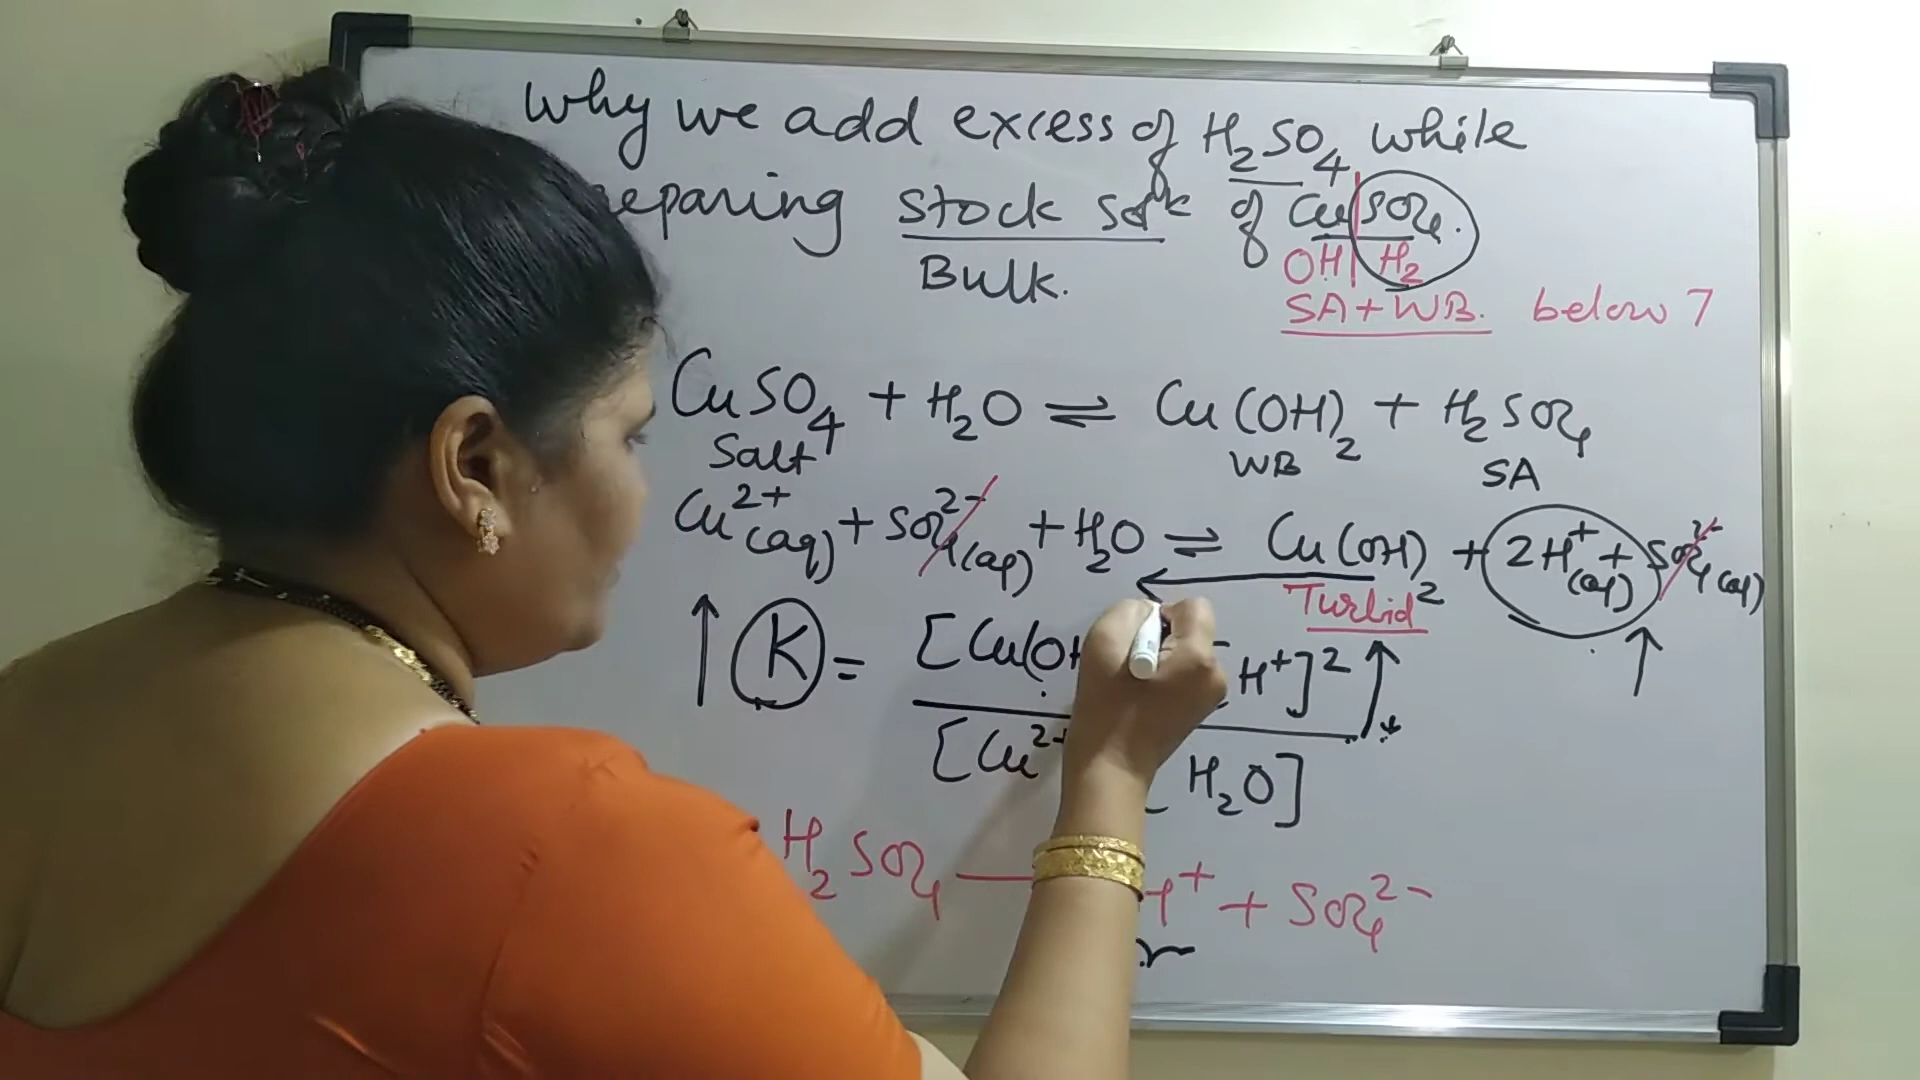 Why we add excess of H₂SO₄ while
eparing stock solⁿ of CuSO₄.
Bulk.
OH | H₂
SA+WB. below 7
CuSO₄ + H₂O ⇌ Cu(OH)₂ + H₂SO₄
Salt WB SA
Cu²⁺(aq) + SO₄²⁻(aq) + H₂O ⇌ Cu(OH)₂ + 2H⁺(aq) + SO₄²⁻(aq)
Turbid
↑ K = [Cu(OH H⁺]² ↑
[Cu²⁺ [H₂O]
H₂SO₄ — H⁺ + SO₄²⁻